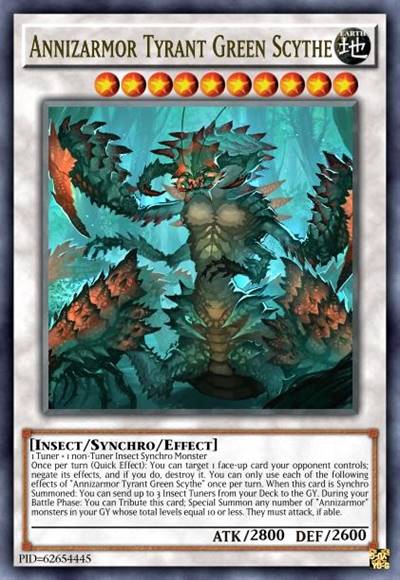 ANNIZARMOR TYRANT GREEN SCYTHE
EARTH
地
[INSECT/SYNCHRO/EFFECT]
1 Tuner + 1 non-Tuner Insect Synchro Monster
Once per turn (Quick Effect): You can target 1 face-up card your opponent controls;
negate its effects, and if you do, destroy it. You can only use each of the following
effects of "Annizarmor Tyrant Green Scythe" once per turn. When this card is Synchro
Summoned: You can send up to 3 Insect Tuners from your Deck to the GY. During your
Battle Phase: You can Tribute this card; Special Summon any number of "Annizarmor"
monsters in your GY whose total levels equal 10 or less. They must attack, if able.
ATK/2800 DEF/2600
PID=62654445